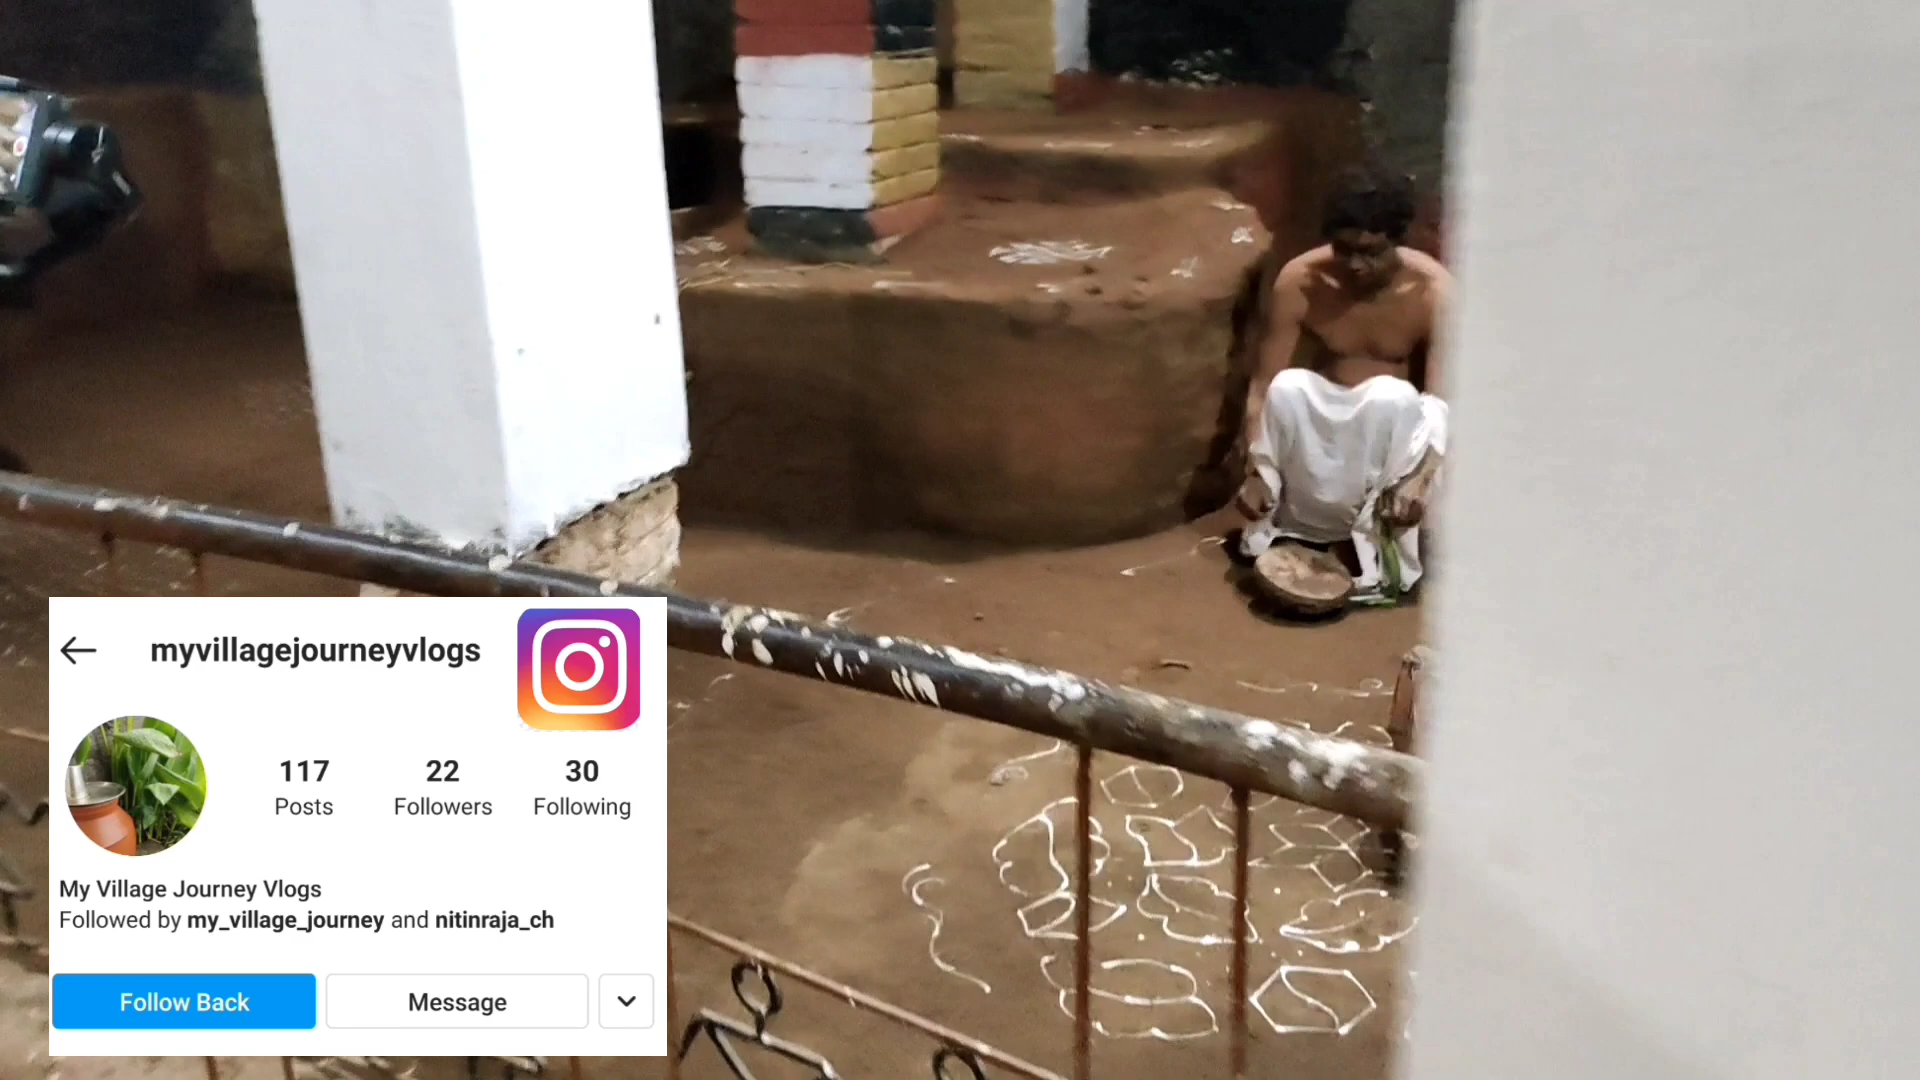 myvillagejourneyvlogs
117 22 30
Posts Followers Following
My Village Journey Vlogs
Followed by my_village_journey and nitinraja_ch
Follow Back Message